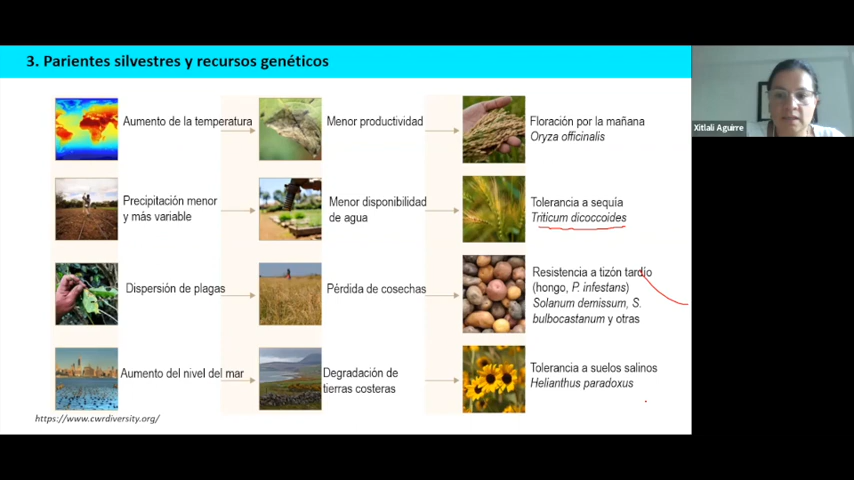 3. Parientes silvestres y recursos genéticos
Xitlali Aguirre
Aumento de la temperatura
Menor productividad
Floración por la mañana
Oryza officinalis
Precipitación menor
y más variable
Menor disponibilidad
de agua
Tolerancia a sequía
Triticum dicoccoides
Dispersión de plagas
Pérdida de cosechas
Resistencia a tizón tardío
(hongo, P. infestans)
Solanum demissum, S.
bulbocastanum y otras
Aumento del nivel del mar
Degradación de
tierras costeras
Tolerancia a suelos salinos
Helianthus paradoxus
https://www.cwrdiversity.org/